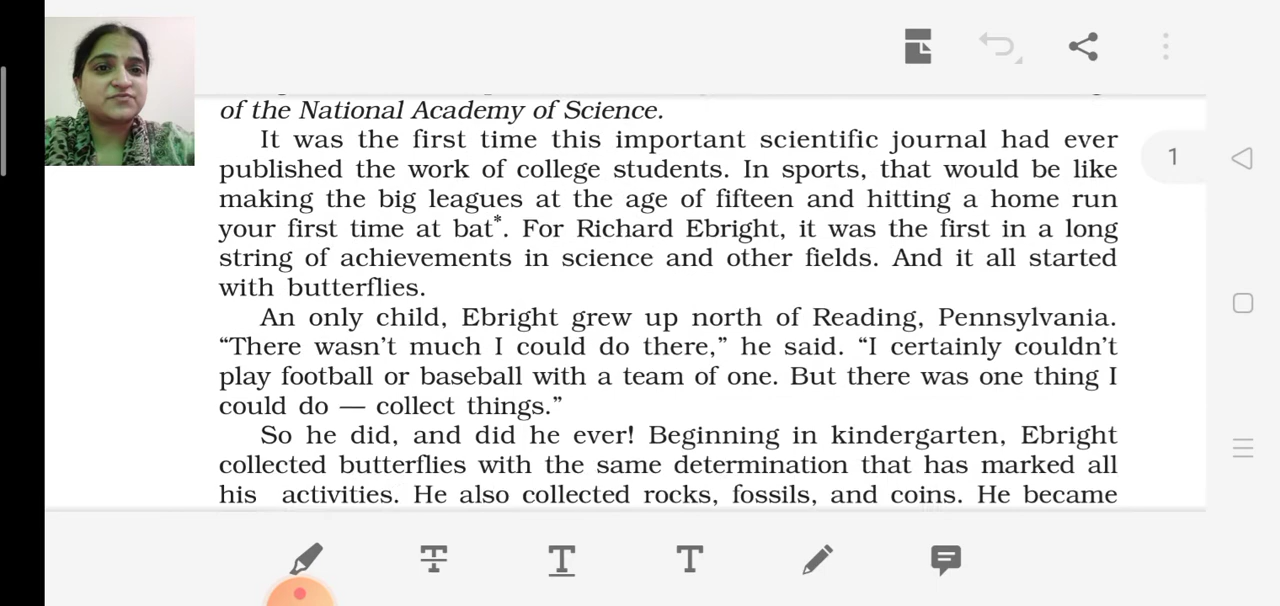 of the National Academy of Science.
It was the first time this important scientific journal had ever
published the work of college students. In sports, that would be like
making the big leagues at the age of fifteen and hitting a home run
your first time at bat*. For Richard Ebright, it was the first in a long
string of achievements in science and other fields. And it all started
with butterflies.
An only child, Ebright grew up north of Reading, Pennsylvania.
“There wasn’t much I could do there,” he said. “I certainly couldn’t
play football or baseball with a team of one. But there was one thing I
could do — collect things.”
So he did, and did he ever! Beginning in kindergarten, Ebright
collected butterflies with the same determination that has marked all
his activities. He also collected rocks, fossils, and coins. He became
1
T
T
T